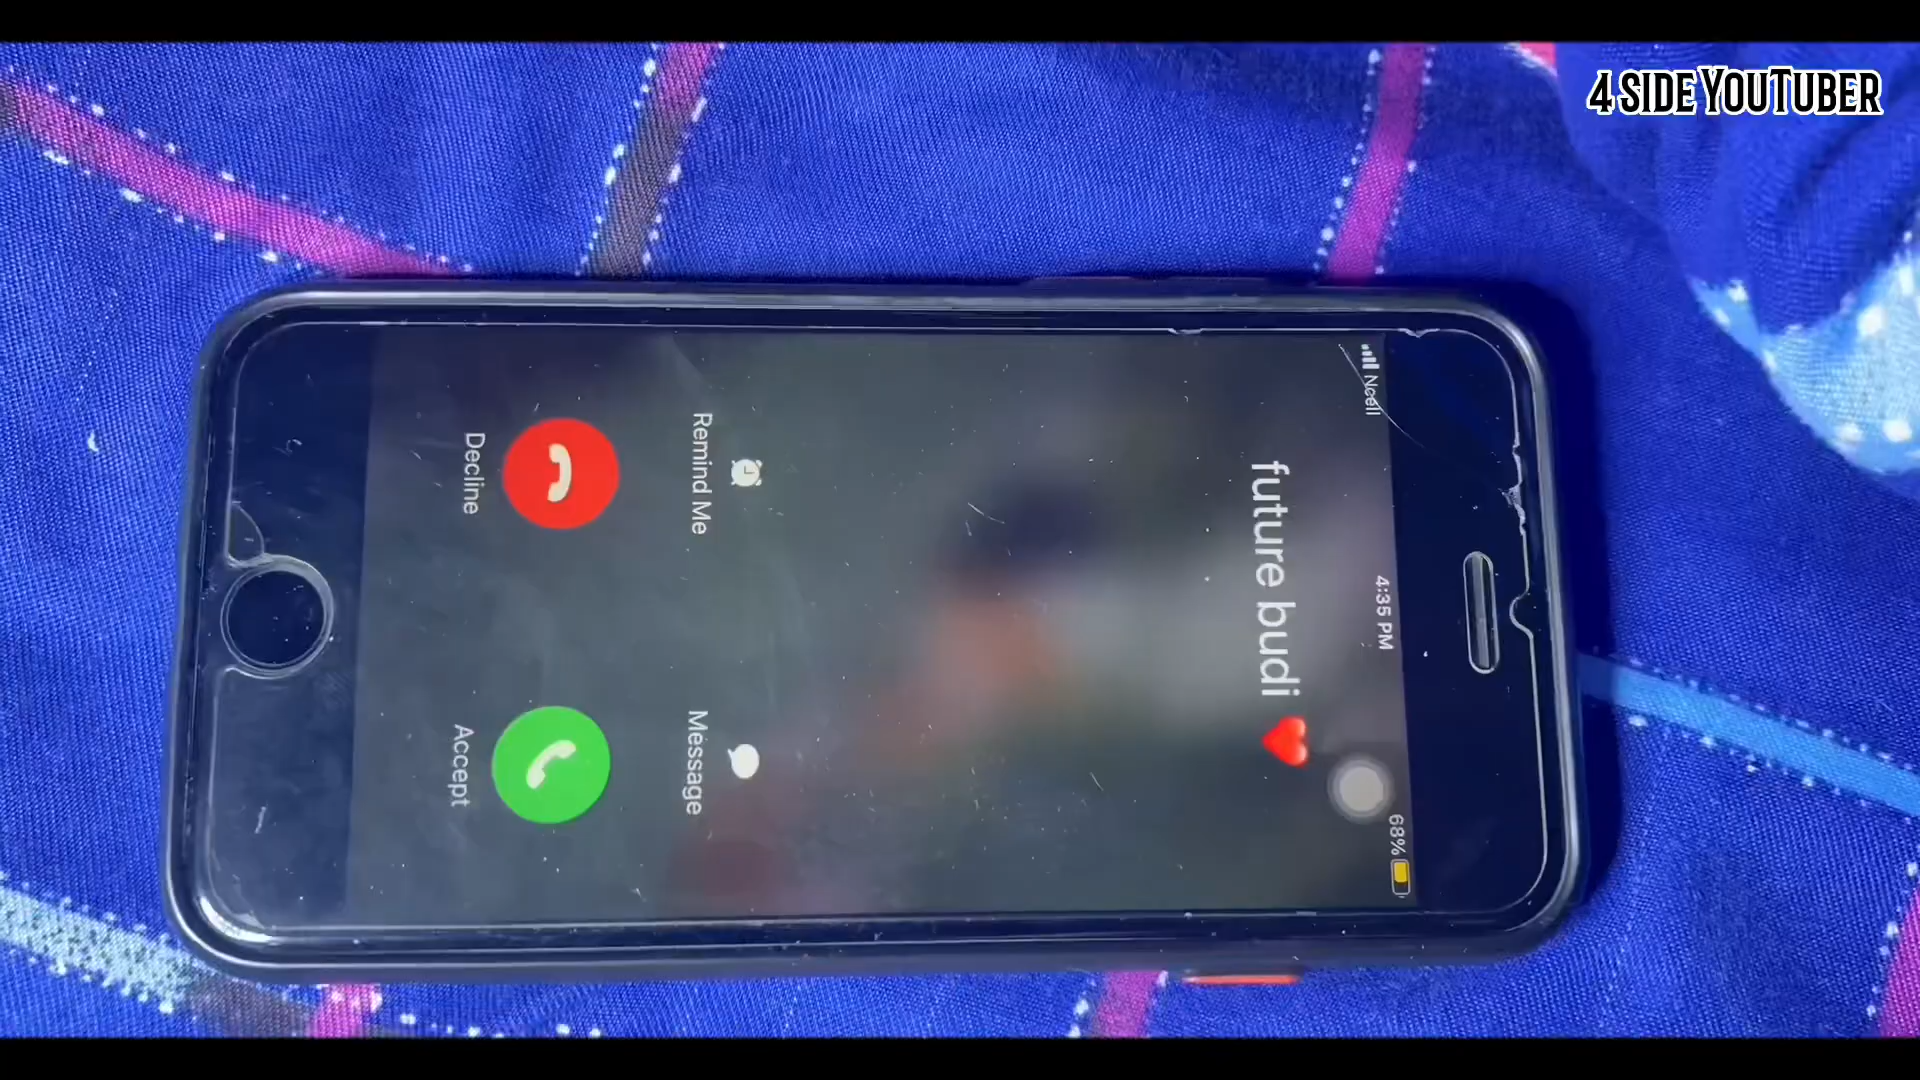 4 SIDE YOUTUBER
Ncell
4:35 PM
68%
future budi ❤️
Remind Me
Message
Decline
Accept